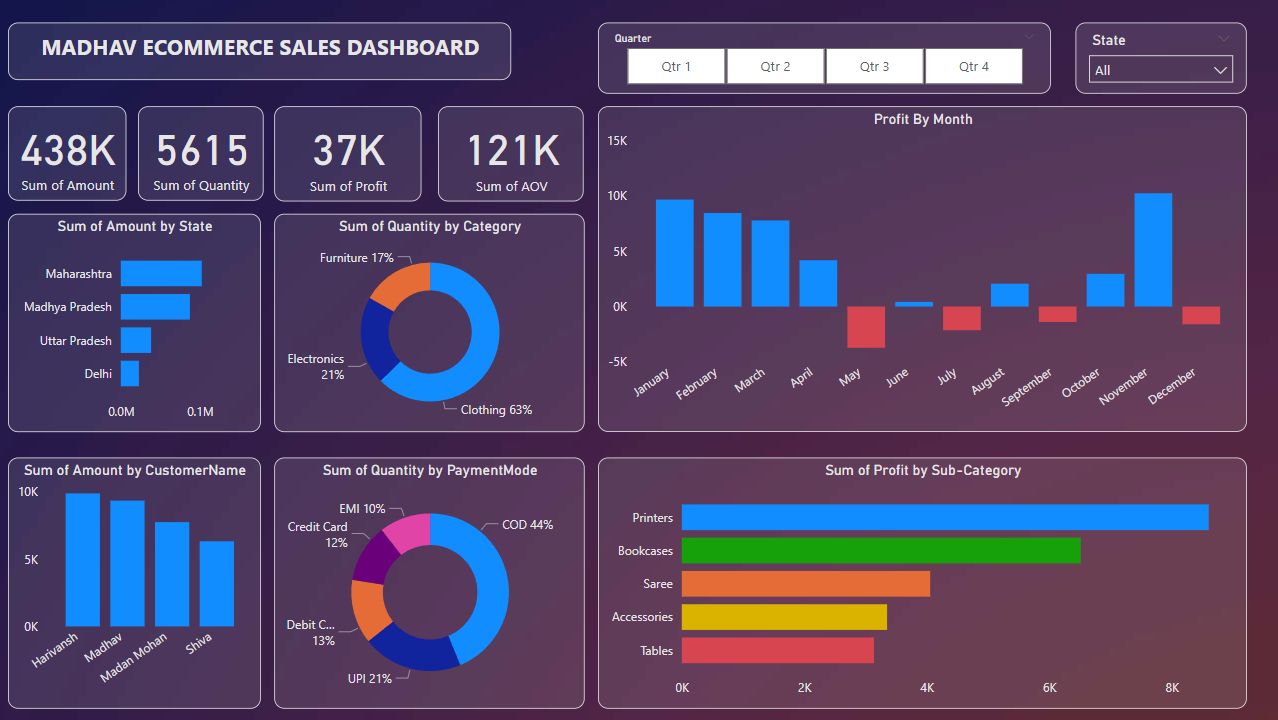 MADHAV ECOMMERCE SALES DASHBOARD
Quarter
Qtr 1 Qtr 2 Qtr 3 Qtr 4
State
All
438K
Sum of Amount
5615
Sum of Quantity
37K
Sum of Profit
121K
Sum of AOV
Profit By Month
15K
10K
5K
0K
-5K
January February March April May June July August September October November December
Sum of Amount by State
Maharashtra
Madhya Pradesh
Uttar Pradesh
Delhi
0.0M 0.1M
Sum of Quantity by Category
Furniture 17%
Electronics
21%
Clothing 63%
Sum of Amount by CustomerName
10K
5K
0K
Harivansh Madhav Madan Mohan Shiva
Sum of Quantity by PaymentMode
EMI 10%
COD 44%
Credit Card
12%
Debit C...
13%
UPI 21%
Sum of Profit by Sub-Category
Printers
Bookcases
Saree
Accessories
Tables
0K 2K 4K 6K 8K